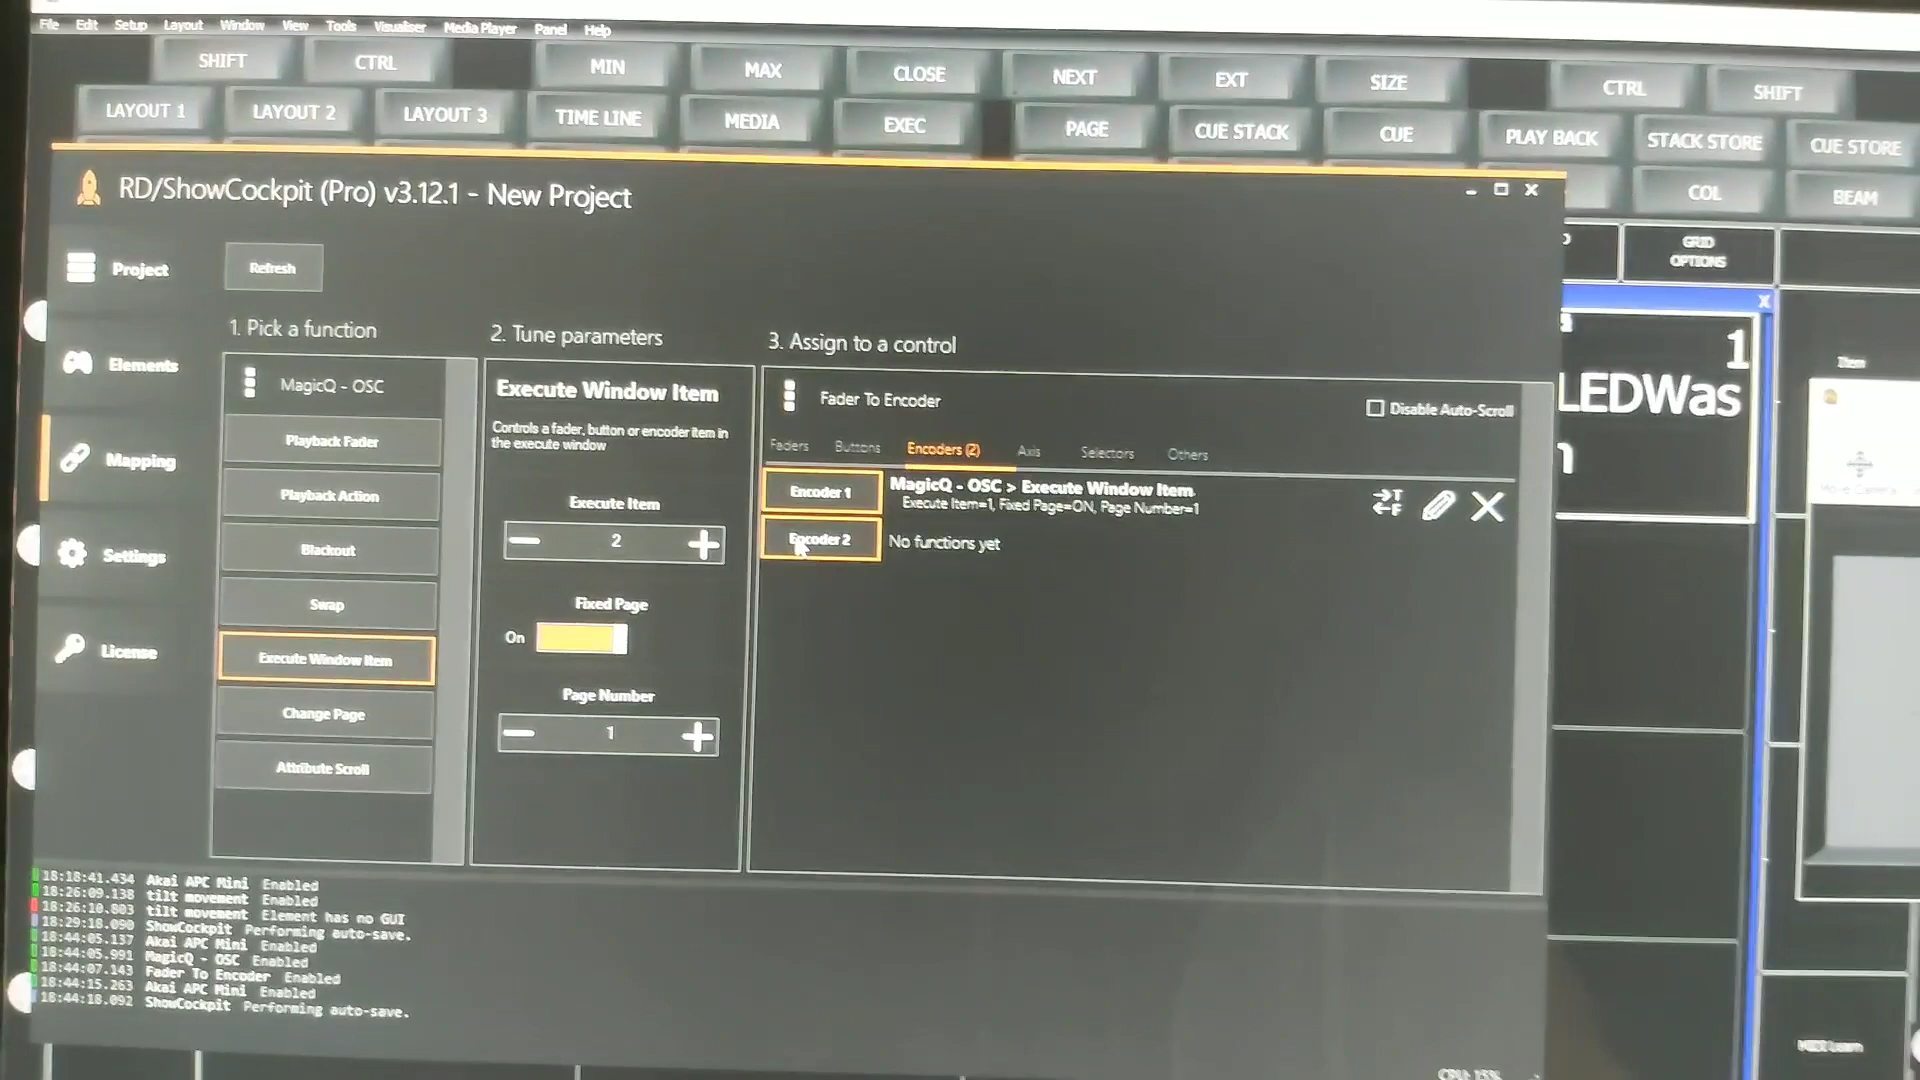 File Edit Setup Layout Window View Tools Visualiser Media Player Panel Help
SHIFT CTRL MIN MAX CLOSE NEXT EXT SIZE CTRL SHIFT
LAYOUT 1 LAYOUT 2 LAYOUT 3 TIME LINE MEDIA EXEC PAGE CUE STACK CUE PLAY BACK STACK STORE CUE STORE
COL BEAM
RD/ShowCockpit (Pro) v3.12.1 - New Project
GRID
OPTIONS
X
Project
Elements
Mapping
Settings
License
Refresh
1. Pick a function
MagicQ - OSC
Playback Fader
Playback Action
Blackout
Swap
Execute Window Item
Change Page
Attribute Scroll
2. Tune parameters
Execute Window Item
Controls a fader, button or encoder item in
the execute window
Execute Item
2
Fixed Page
On
Page Number
1
3. Assign to a control
Fader To Encoder
Disable Auto-Scroll
Faders Buttons Encoders (2) Axis Selectors Others
Encoder 1 MagicQ - OSC > Execute Window Item
Execute Item=1, Fixed Page=ON, Page Number=1
Encoder 2 No functions yet
1
LEDWas
Item
Move Camera
18:18:41.434 Akai APC Mini Enabled
18:26:09.138 tilt movement Enabled
18:26:10.803 tilt movement Element has no GUI
18:29:18.090 ShowCockpit Performing auto-save.
18:44:05.137 Akai APC Mini Enabled
18:44:05.991 MagicQ - OSC Enabled
18:44:07.143 Fader To Encoder Enabled
18:44:15.263 Akai APC Mini Enabled
18:44:18.092 ShowCockpit Performing auto-save.
MIDI Learn
CPU: 15%